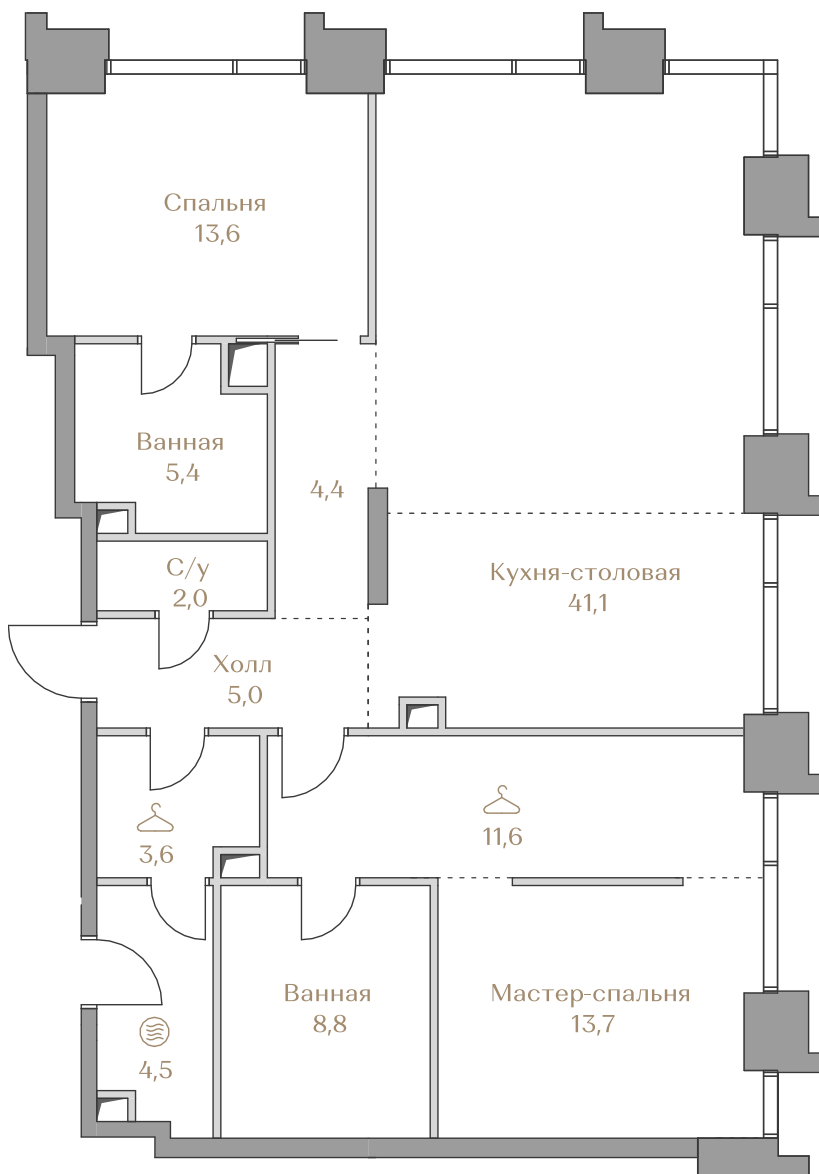 Спальня
13,6
Ванная
5,4
4,4
С/у
2,0
Кухня-столовая
41,1
Холл
5,0
3,6
11,6
Ванная
8,8
Мастер-спальня
13,7
4,5